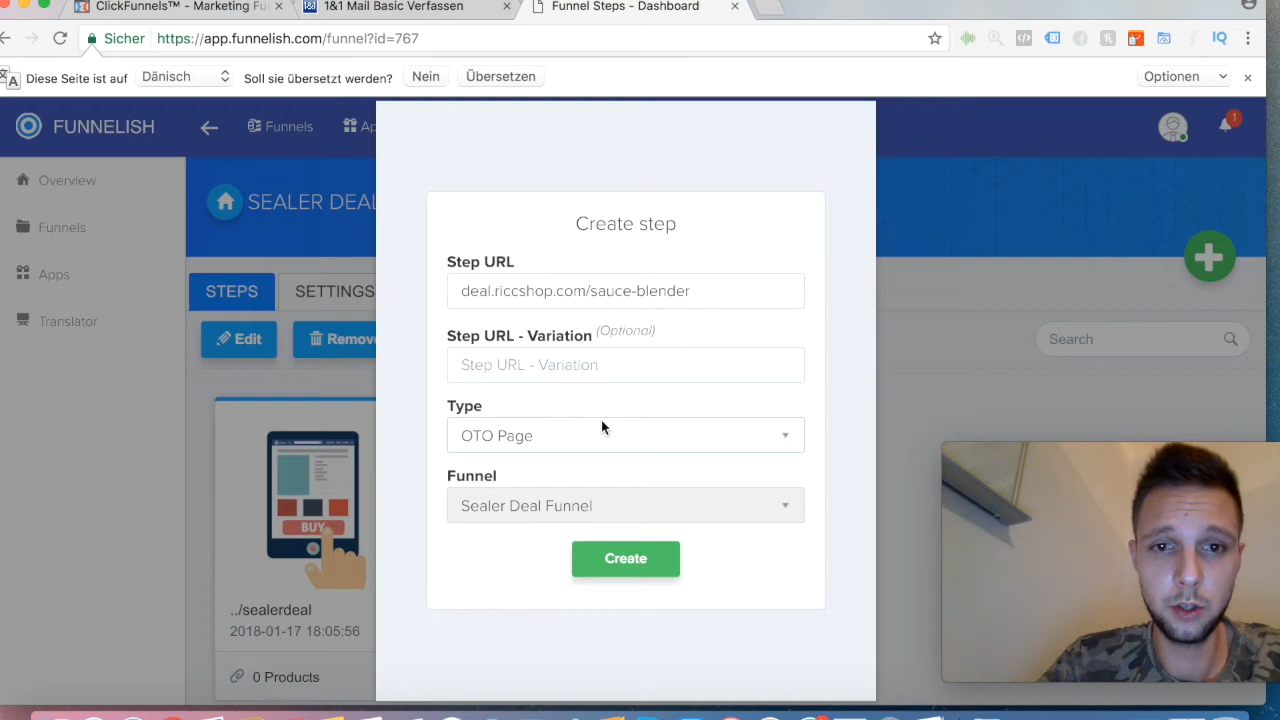 ClickFunnels™ - Marketing Fu
1&1 Mail Basic Verfassen
Funnel Steps - Dashboard
Sicher
https://app.funnelish.com/funnel?id=767
Diese Seite ist auf
Dänisch
Soll sie übersetzt werden?
Nein
Übersetzen
Optionen
FUNNELISH
Funnels
Ap
1
Overview
Funnels
Apps
Translator
SEALER DEAL
STEPS
SETTINGS
Edit
Remove
Search
BUY
../sealerdeal
2018-01-17 18:05:56
0 Products
Create step
Step URL
deal.riccshop.com/sauce-blender
Step URL - Variation (Optional)
Step URL - Variation
Type
OTO Page
Funnel
Sealer Deal Funnel
Create